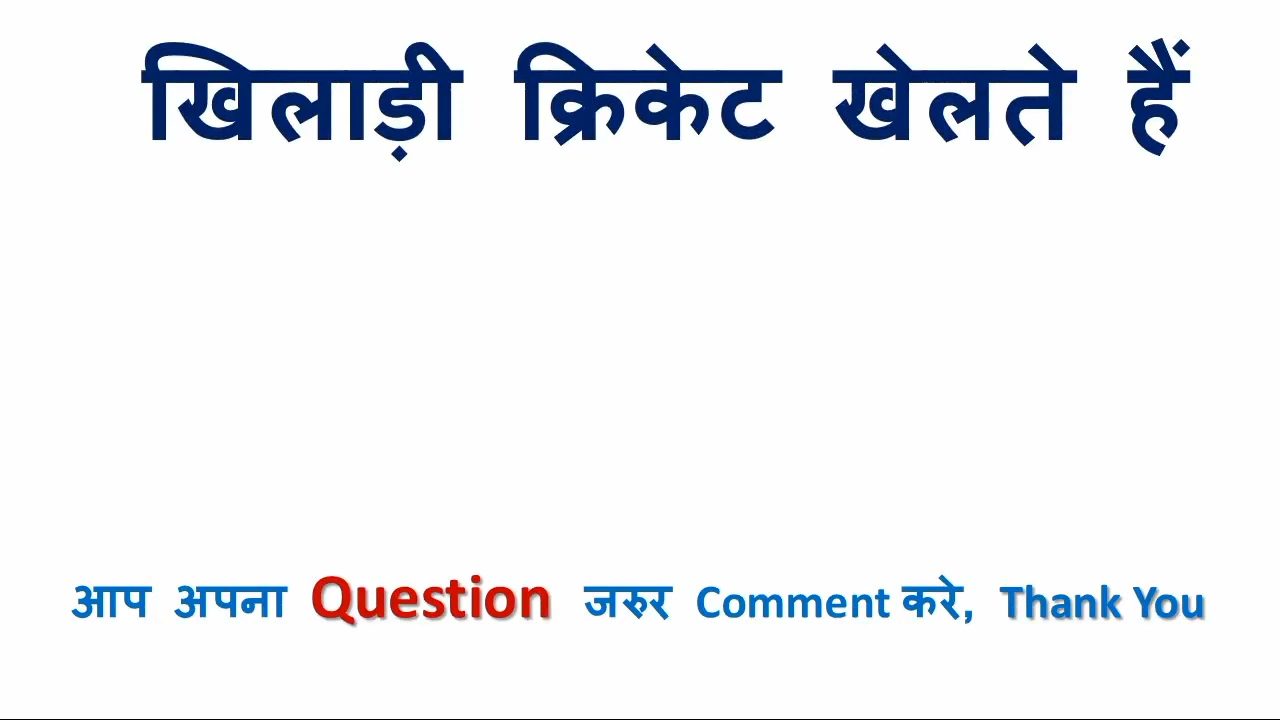 खिलाड़ी क्रिकेट खेलते हैं
आप अपना Question जरुर Comment करे, Thank You